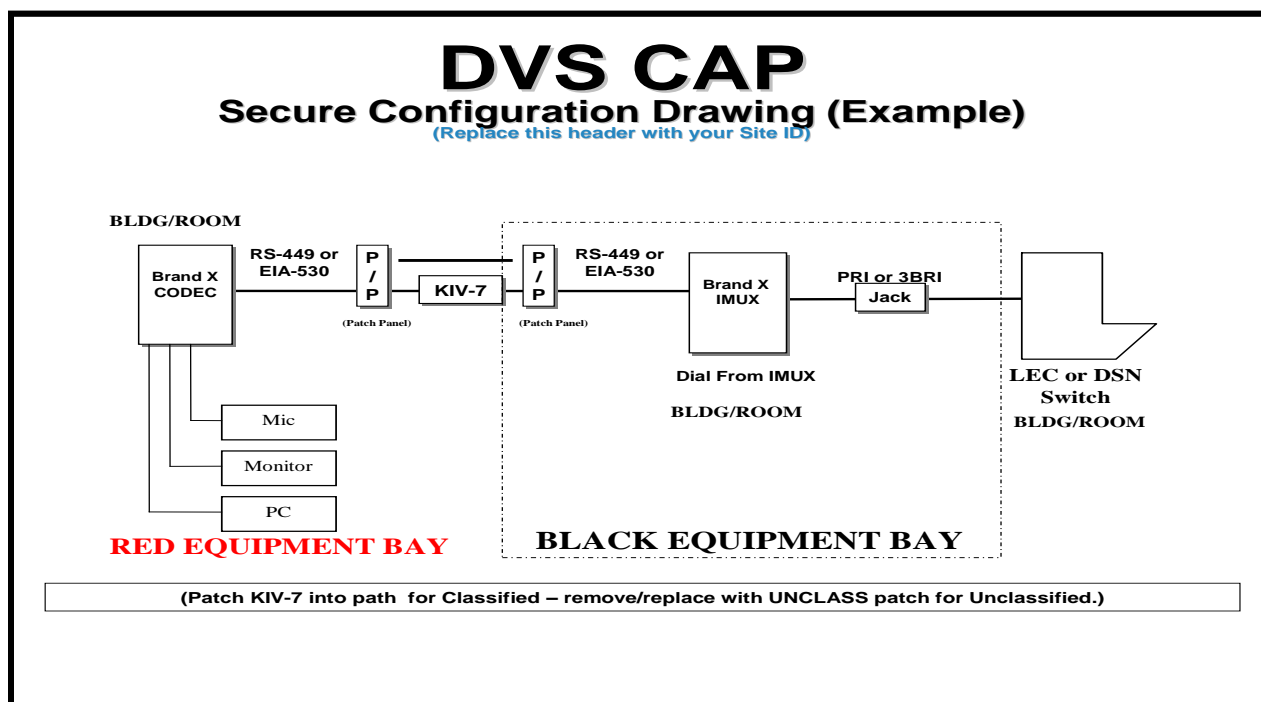 DVS CAP
Secure Configuration Drawing (Example)
(Replace this header with your Site ID)
BLDG/ROOM
Brand X
CODEC
RS-449 or
EIA-530
P
/
P
(Patch Panel)
KIV-7
P
/
P
(Patch Panel)
RS-449 or
EIA-530
Brand X
IMUX
Dial From IMUX
BLDG/ROOM
PRI or 3BRI
Jack
LEC or DSN
Switch
BLDG/ROOM
Mic
Monitor
PC
RED EQUIPMENT BAY
BLACK EQUIPMENT BAY
(Patch KIV-7 into path for Classified – remove/replace with UNCLASS patch for Unclassified.)